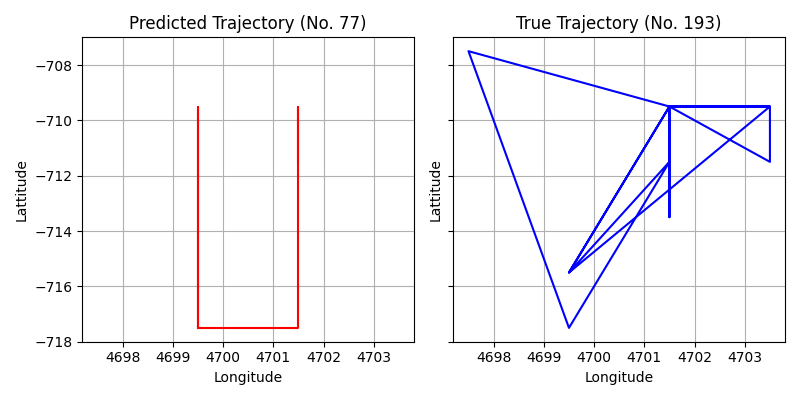 Predicted Trajectory (No. 77)
True Trajectory (No. 193)
−708
−710
−712
−714
−716
−718
Lattitude
Lattitude
4698 4699 4700 4701 4702 4703
4698 4699 4700 4701 4702 4703
Longitude
Longitude